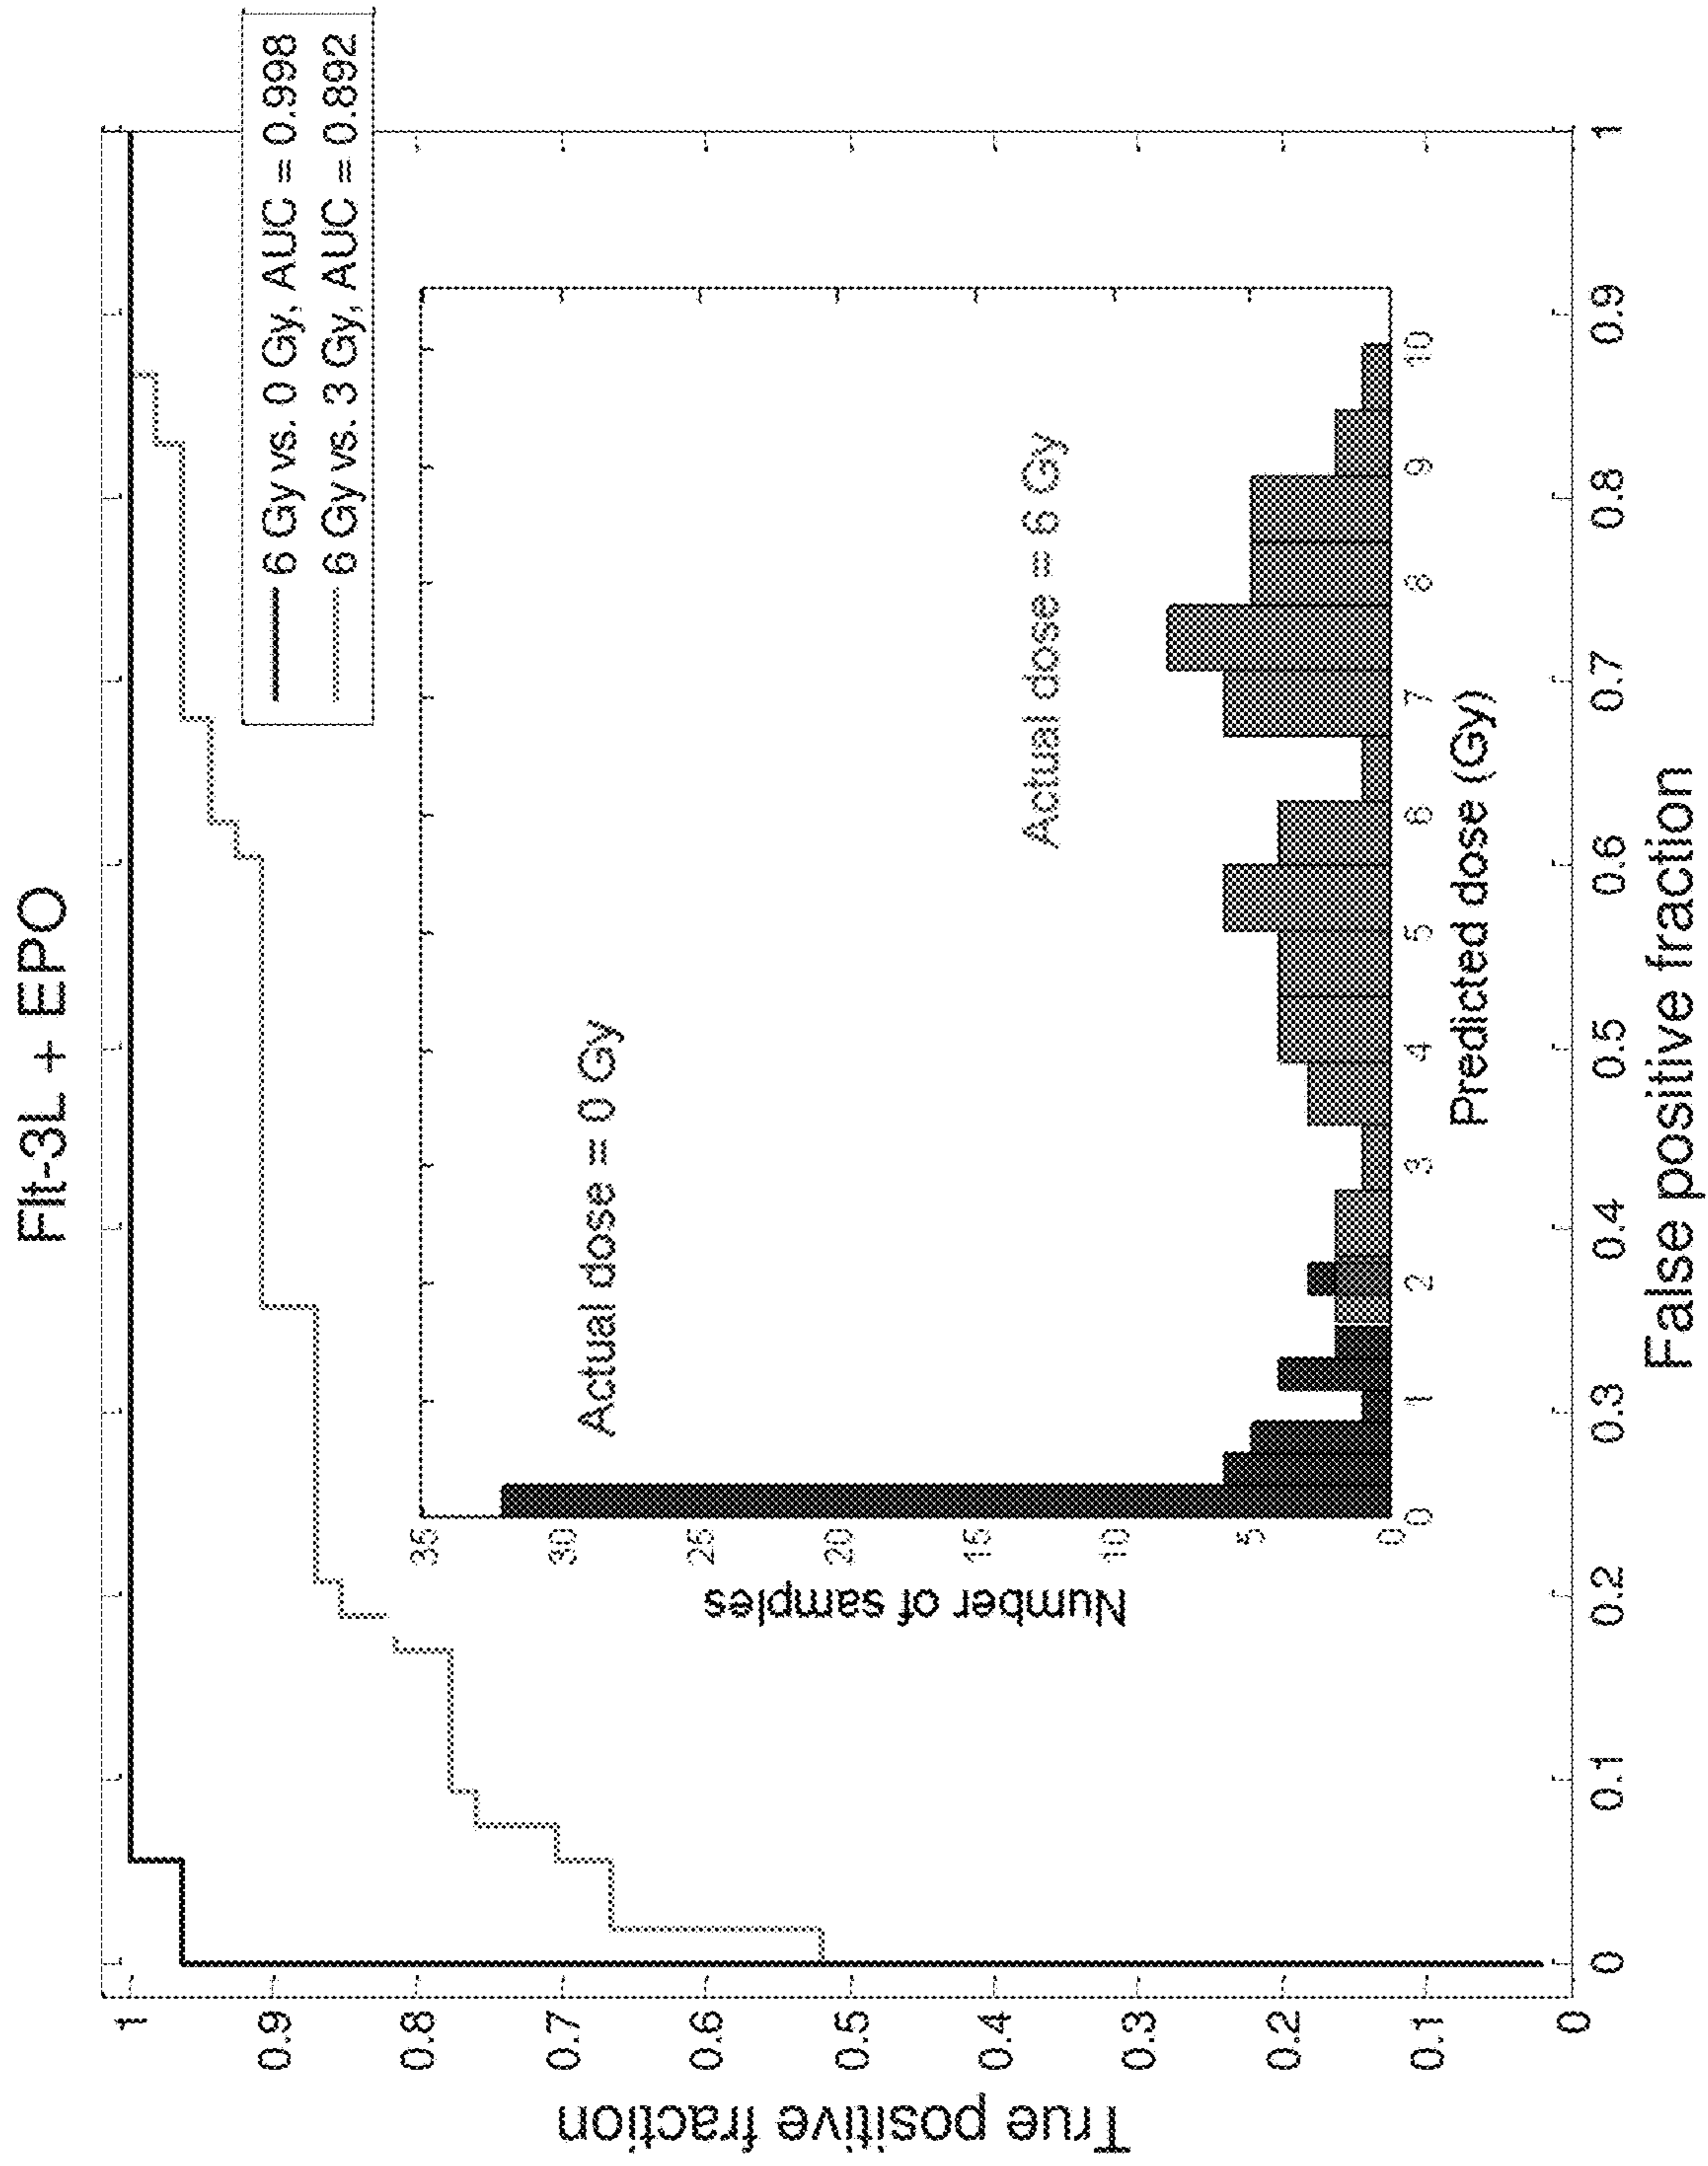 Flt-3L + EPO
6 Gy vs. 0 Gy, AUC = 0.998
6 Gy vs. 3 Gy, AUC = 0.892
True positive fraction
1
0.9
0.8
0.7
0.6
0.5
0.4
0.3
0.2
0.1
0
Number of samples
35
30
25
20
15
10
5
0
Actual dose = 0 Gy
Actual dose = 6 Gy
0 1 2 3 4 5 6 7 8 9 10
Predicted dose (Gy)
0 0.1 0.2 0.3 0.4 0.5 0.6 0.7 0.8 0.9 1
False positive fraction